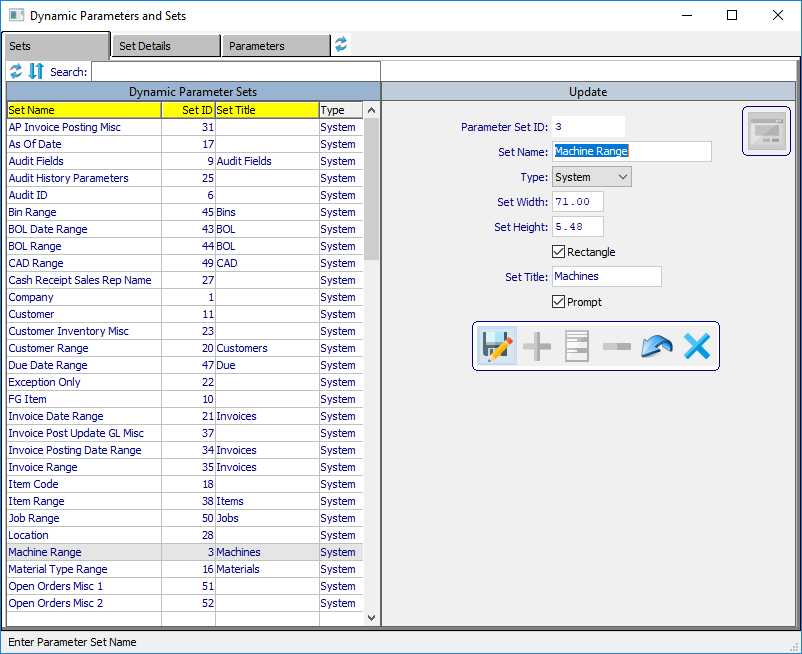 Dynamic Parameters and Sets
Sets Set Details Parameters
Search:
Dynamic Parameter Sets
Set Name Set ID Set Title Type
AP Invoice Posting Misc 31 System
As Of Date 17 System
Audit Fields 9 Audit Fields System
Audit History Parameters 25 System
Audit ID 6 System
Bin Range 45 Bins System
BOL Date Range 43 BOL System
BOL Range 44 BOL System
CAD Range 49 CAD System
Cash Receipt Sales Rep Name 27 System
Company 1 System
Customer 11 System
Customer Inventory Misc 23 System
Customer Range 20 Customers System
Due Date Range 47 Due System
Exception Only 22 System
FG Item 10 System
Invoice Date Range 21 Invoices System
Invoice Post Update GL Misc 37 System
Invoice Posting Date Range 34 Invoices System
Invoice Range 35 Invoices System
Item Code 18 System
Item Range 38 Items System
Job Range 50 Jobs System
Location 28 System
Machine Range 3 Machines System
Material Type Range 16 Materials System
Open Orders Misc 1 51 System
Open Orders Misc 2 52 System
Update
Parameter Set ID: 3
Set Name: Machine Range
Type: System
Set Width: 71.00
Set Height: 5.48
Rectangle
Set Title: Machines
Prompt
Enter Parameter Set Name